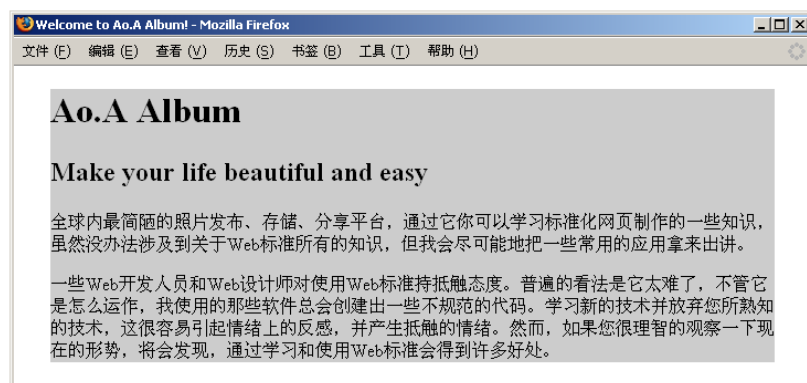 Welcome to Ao.A Album! - Mozilla Firefox
文件 (F) 编辑 (E) 查看 (V) 历史 (S) 书签 (B) 工具 (T) 帮助 (H)
Ao.A Album
Make your life beautiful and easy
全球内最简陋的照片发布、存储、分享平台，通过它你可以学习标准化网页制作的一些知识，
虽然没办法涉及到关于Web标准所有的知识，但我会尽可能地把一些常用的应用拿来出讲。
一些Web开发人员和Web设计师对使用Web标准持抵触态度。普遍的看法是它太难了，不管它
是怎么运作，我使用的那些软件总会创建出一些不规范的代码。学习新的技术并放弃您所熟知
的技术，这很容易引起情绪上的反感，并产生抵触的情绪。然而，如果您很理智的观察一下现
在的形势，将会发现，通过学习和使用Web标准会得到许多好处。